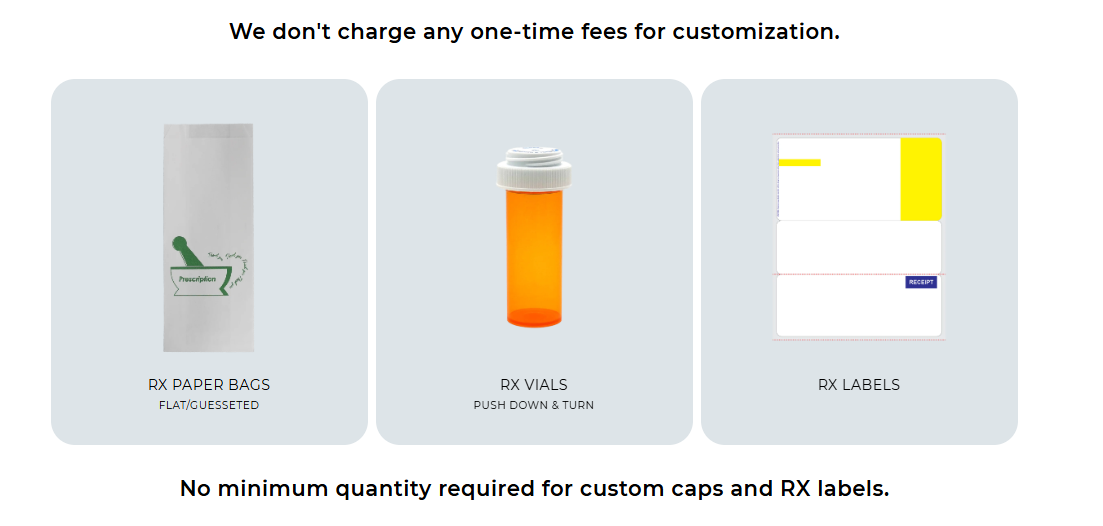 We don't charge any one-time fees for customization.
Prescription
RECEIPT
RX PAPER BAGS
FLAT/GUESSETED
RX VIALS
PUSH DOWN & TURN
RX LABELS
No minimum quantity required for custom caps and RX labels.